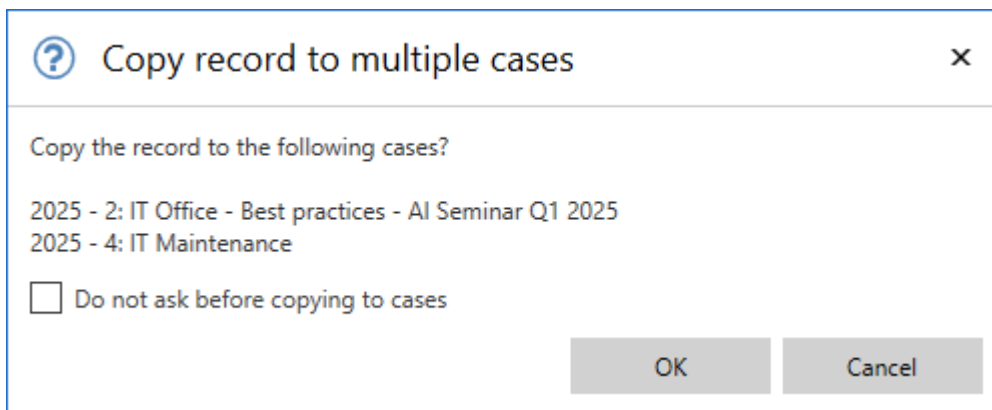 Copy record to multiple cases
Copy the record to the following cases?
2025 - 2: IT Office - Best practices - AI Seminar Q1 2025
2025 - 4: IT Maintenance
Do not ask before copying to cases
OK
Cancel